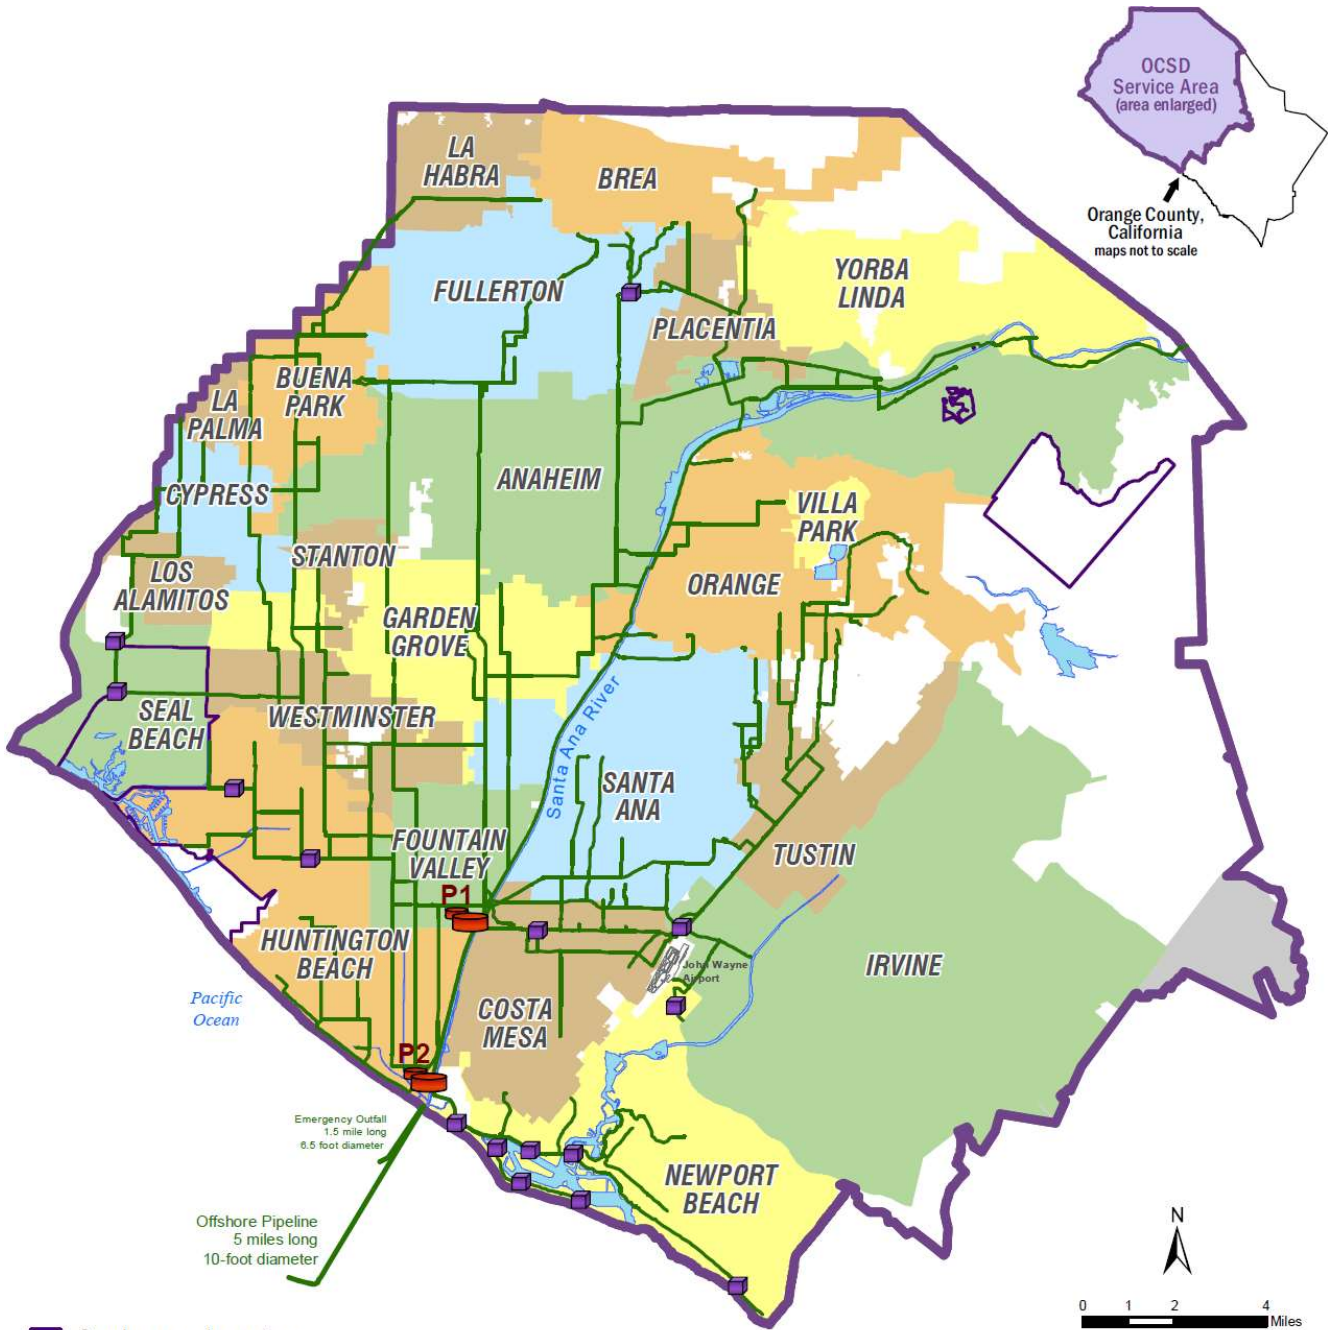 OCSD
Service Area
(area enlarged)
Orange County,
California
maps not to scale
LA
HABRA
BREA
YORBA
LINDA
FULLERTON
PLACENTIA
BUENA
PARK
LA
PALMA
ANAHEIM
CYPRESS
VILLA
PARK
STANTON
LOS
ALAMITOS
ORANGE
GARDEN
GROVE
SEAL
BEACH
WESTMINSTER
Santa Ana River
SANTA
ANA
FOUNTAIN
VALLEY
TUSTIN
P1
HUNTINGTON
BEACH
John Wayne
Airport
IRVINE
Pacific
Ocean
COSTA
MESA
P2
Emergency Outfall
1.5 mile long
6.5 foot diameter
NEWPORT
BEACH
Offshore Pipeline
5 miles long
10-foot diameter
N
0 1 2 4
Miles